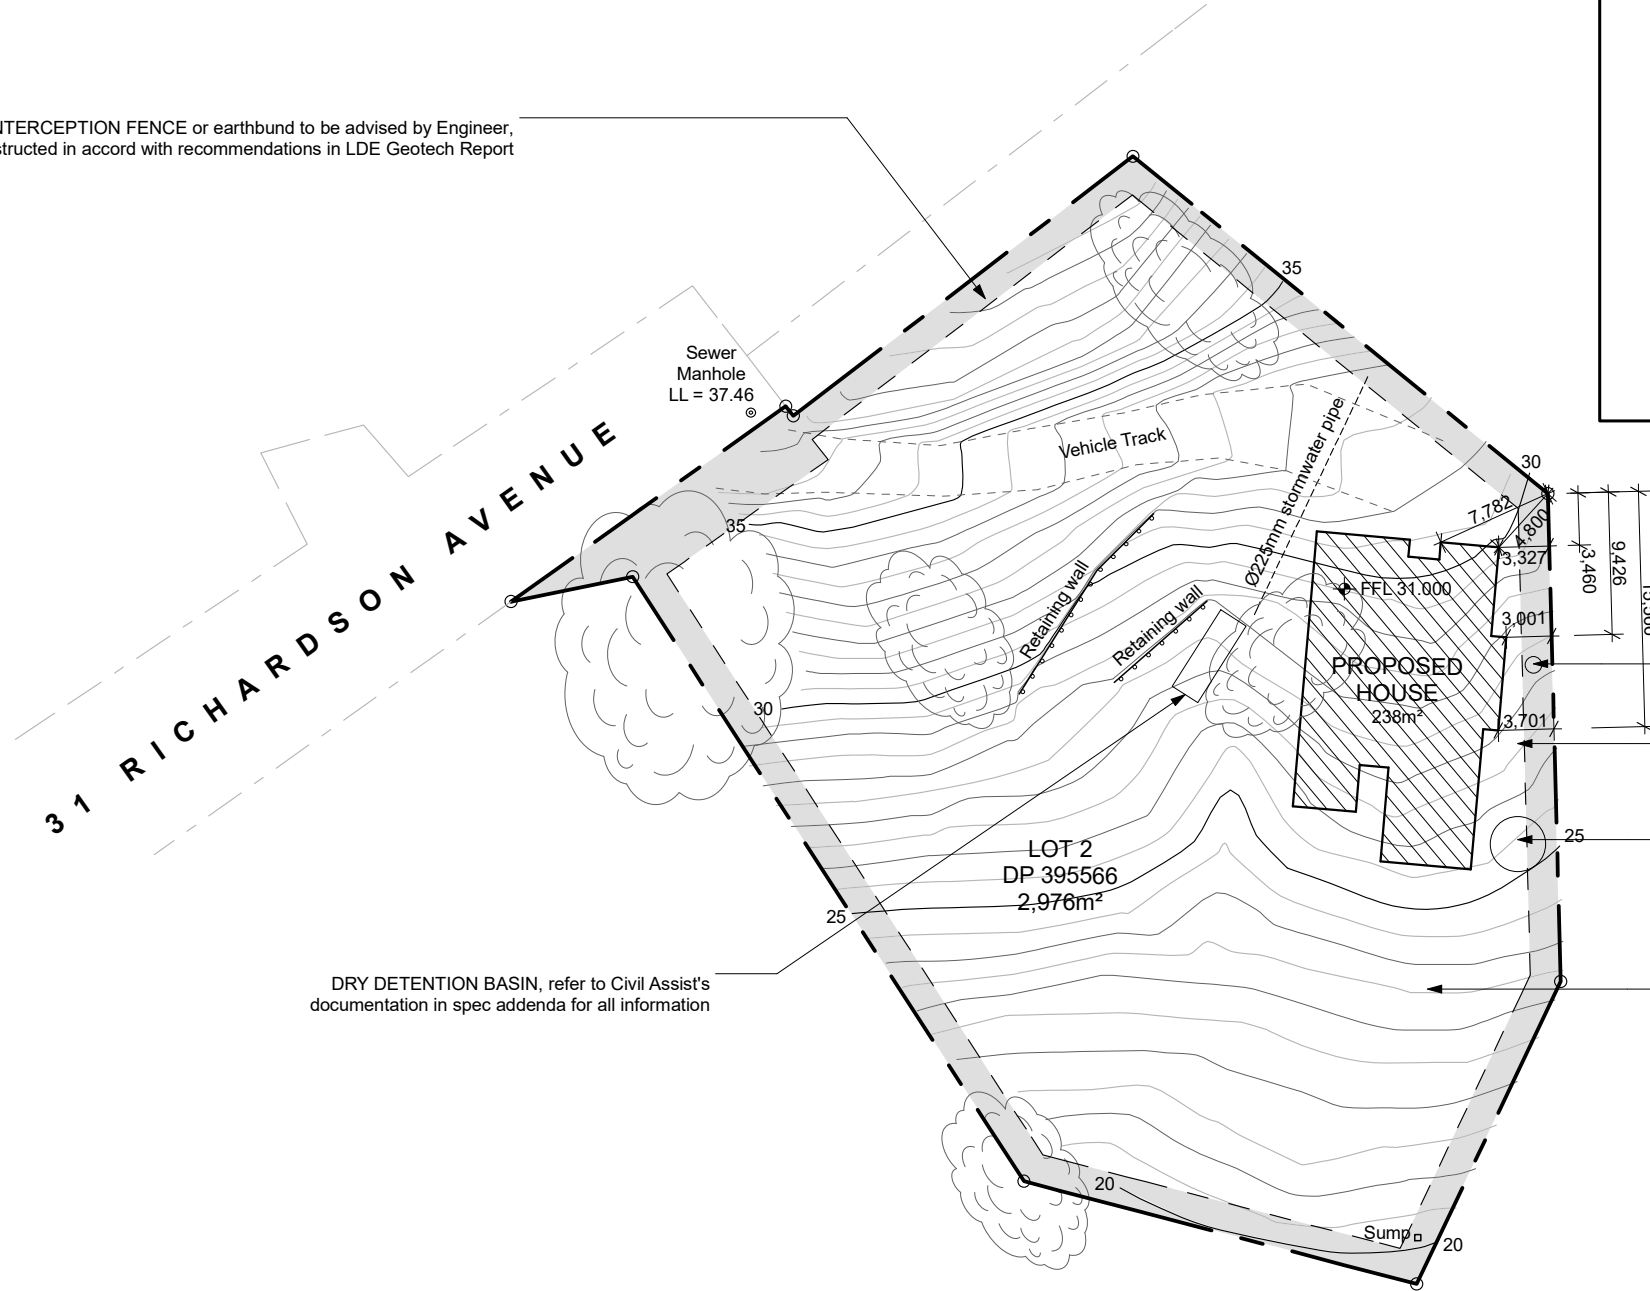 NTERCEPTION FENCE or earthbund to be advised by Engineer,
structed in accord with recommendations in LDE Geotech Report
35
Sewer
Manhole
LL = 37.46
31 RICHARDSON AVENUE
Vehicle Track
Ø225mm stormwater pipe
30
7,782
4,800
3,327
3,460
9,426
35
Retaining wall
Retaining wall
FFL 31.000
3,001
PROPOSED
HOUSE
238m²
3,701
30
25
LOT 2
DP 395566
2,976m²
25
DRY DETENTION BASIN, refer to Civil Assist's
documentation in spec addenda for all information
20
Sump
20